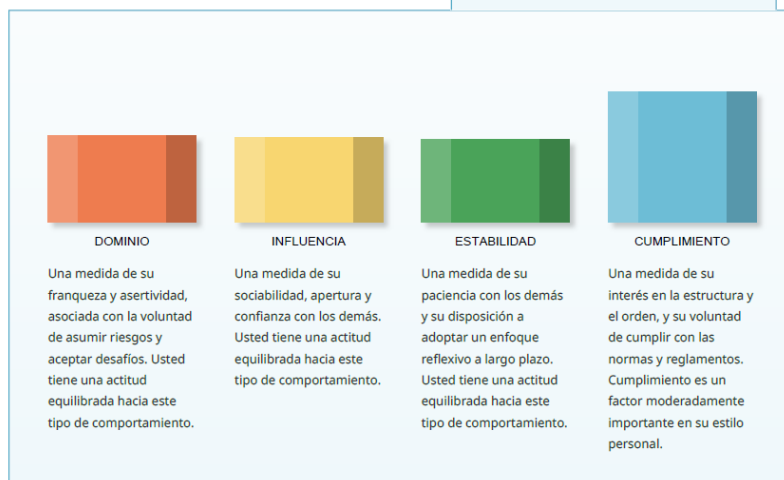 DOMINIO
Una medida de su
franqueza y asertividad,
asociada con la voluntad
de asumir riesgos y
aceptar desafíos. Usted
tiene una actitud
equilibrada hacia este
tipo de comportamiento.
INFLUENCIA
Una medida de su
sociabilidad, apertura y
confianza con los demás.
Usted tiene una actitud
equilibrada hacia este
tipo de comportamiento.
ESTABILIDAD
Una medida de su
paciencia con los demás
y su disposición a
adoptar un enfoque
reflexivo a largo plazo.
Usted tiene una actitud
equilibrada hacia este
tipo de comportamiento.
CUMPLIMIENTO
Una medida de su
interés en la estructura y
el orden, y su voluntad
de cumplir con las
normas y reglamentos.
Cumplimiento es un
factor moderadamente
importante en su estilo
personal.